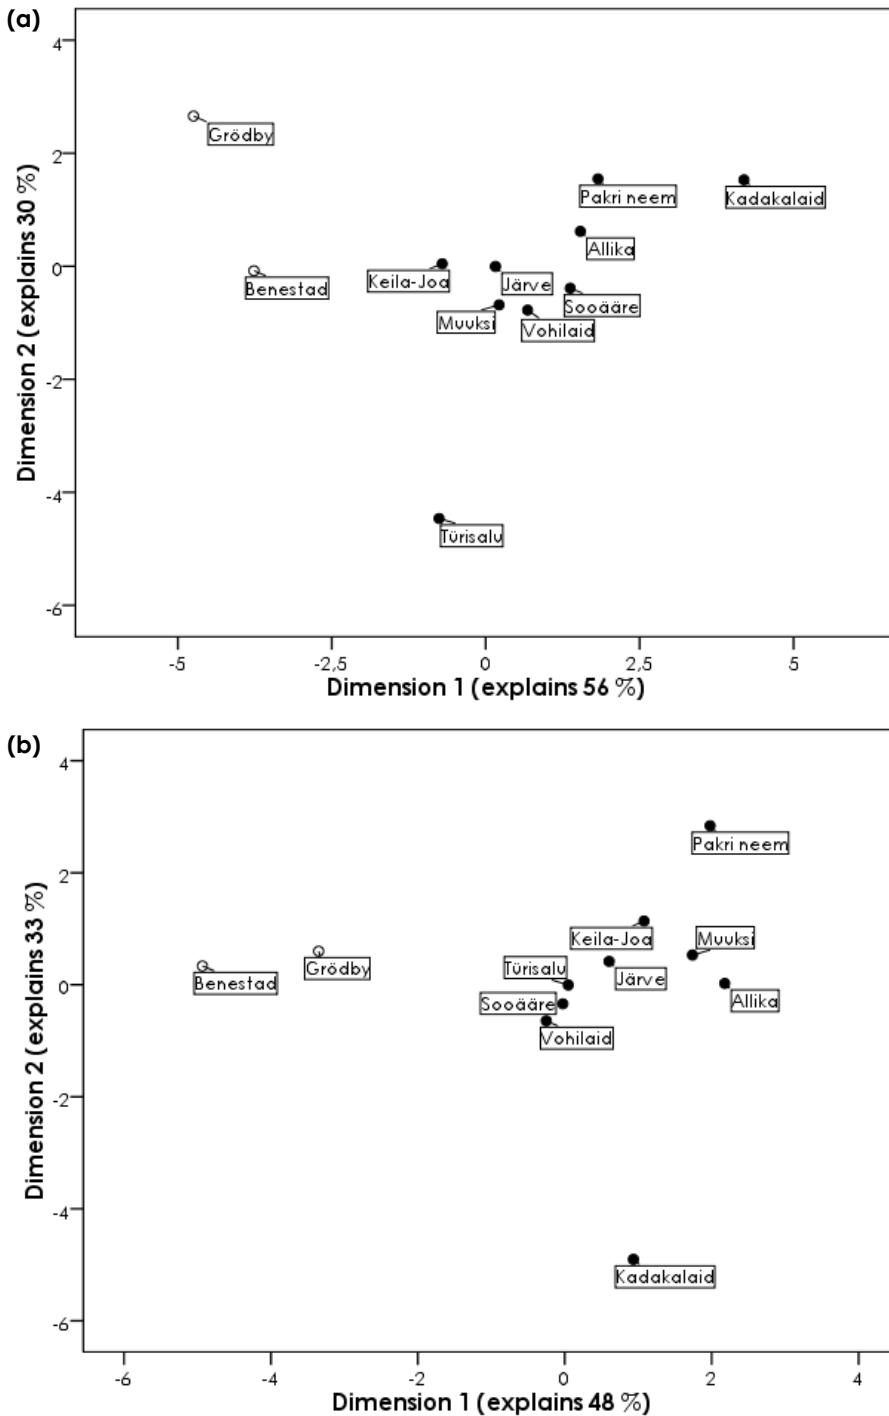 (a)
4
2
0
-2
-4
-6
Dimension 2 (explains 30 %)
Grödby
Pakri neem
Kadakalaid
Allika
Keila-Joa
Järve
Benestad
Sooääre
Muuksi
Vohilaid
Türisalu
-5
-2,5
0
2,5
5
Dimension 1 (explains 56 %)
(b)
4
2
0
-2
-4
-6
Dimension 2 (explains 33 %)
Pakri neem
Keila-Joa
Muuksi
Grödby
Türisalu
Järve
Benestad
Sooääre
Allika
Vohilaid
Kadakalaid
-6
-4
-2
0
2
4
Dimension 1 (explains 48 %)